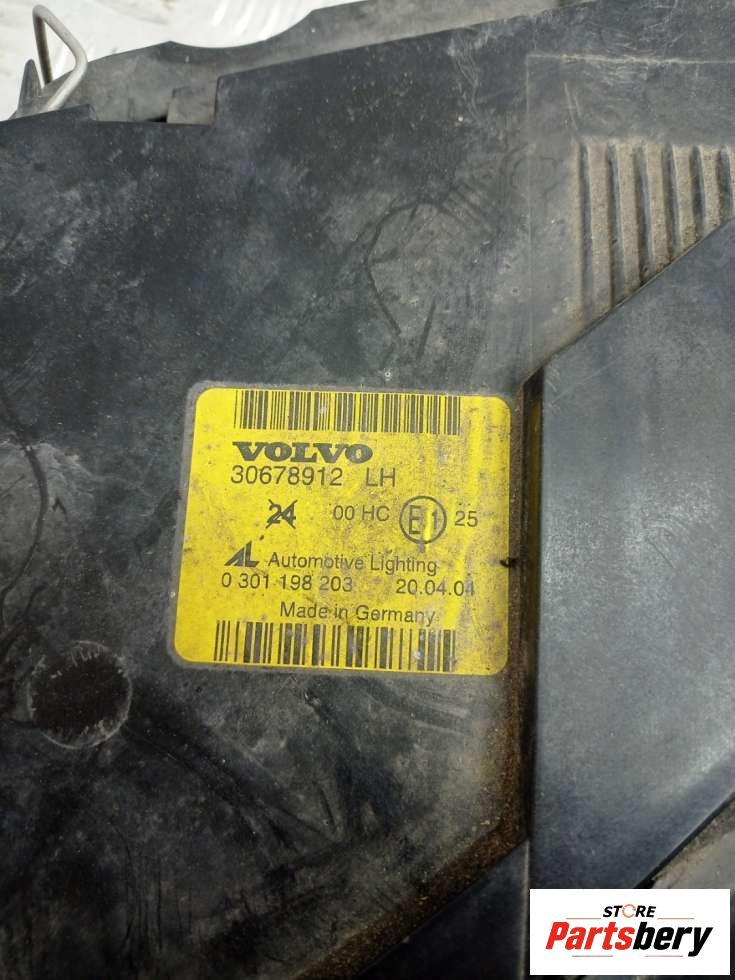 VOLVO
30678912 LH
24 00 HC E1 25
AL Automotive Lighting
0 301 198 203 20.04.04
Made in Germany
STORE
Partsbery